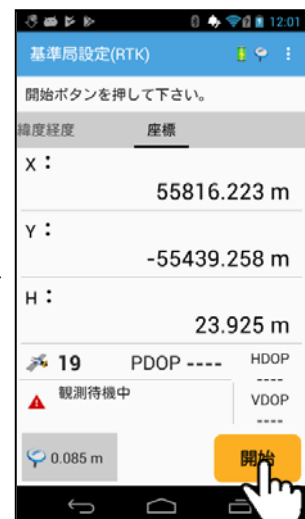 12:01
基準局設定(RTK)
開始ボタンを押して下さい。
緯度経度 座標
X：
55816.223 m
Y：
-55439.258 m
H：
23.925 m
19 PDOP ---- HDOP ----
観測待機中 VDOP ----
0.085 m 開始